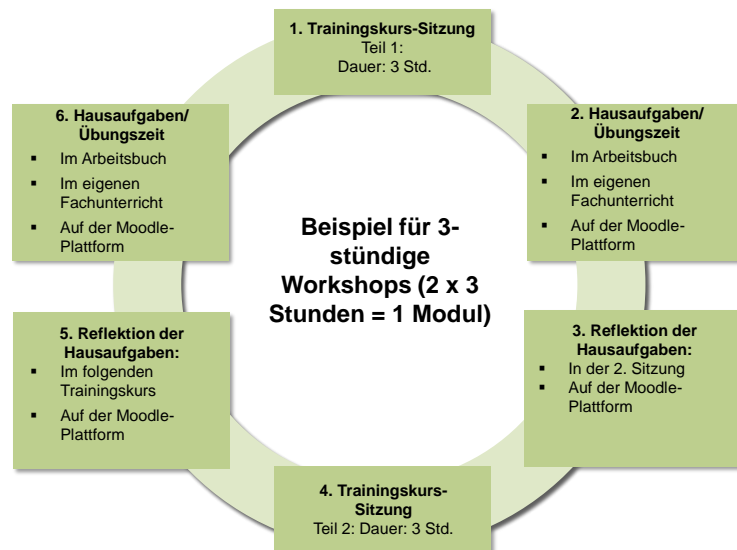 1. Trainingskurs-Sitzung
Teil 1:
Dauer: 3 Std.
2. Hausaufgaben/
Übungszeit
▪ Im Arbeitsbuch
▪ Im eigenen
Fachunterricht
▪ Auf der Moodle-
Plattform
3. Reflektion der
Hausaufgaben:
▪ In der 2. Sitzung
▪ Auf der Moodle-
Plattform
4. Trainingskurs-
Sitzung
Teil 2: Dauer: 3 Std.
5. Reflektion der
Hausaufgaben:
▪ Im folgenden
Trainingskurs
▪ Auf der Moodle-
Plattform
6. Hausaufgaben/
Übungszeit
▪ Im Arbeitsbuch
▪ Im eigenen
Fachunterricht
▪ Auf der Moodle-
Plattform
Beispiel für 3-
stündige
Workshops (2 x 3
Stunden = 1 Modul)